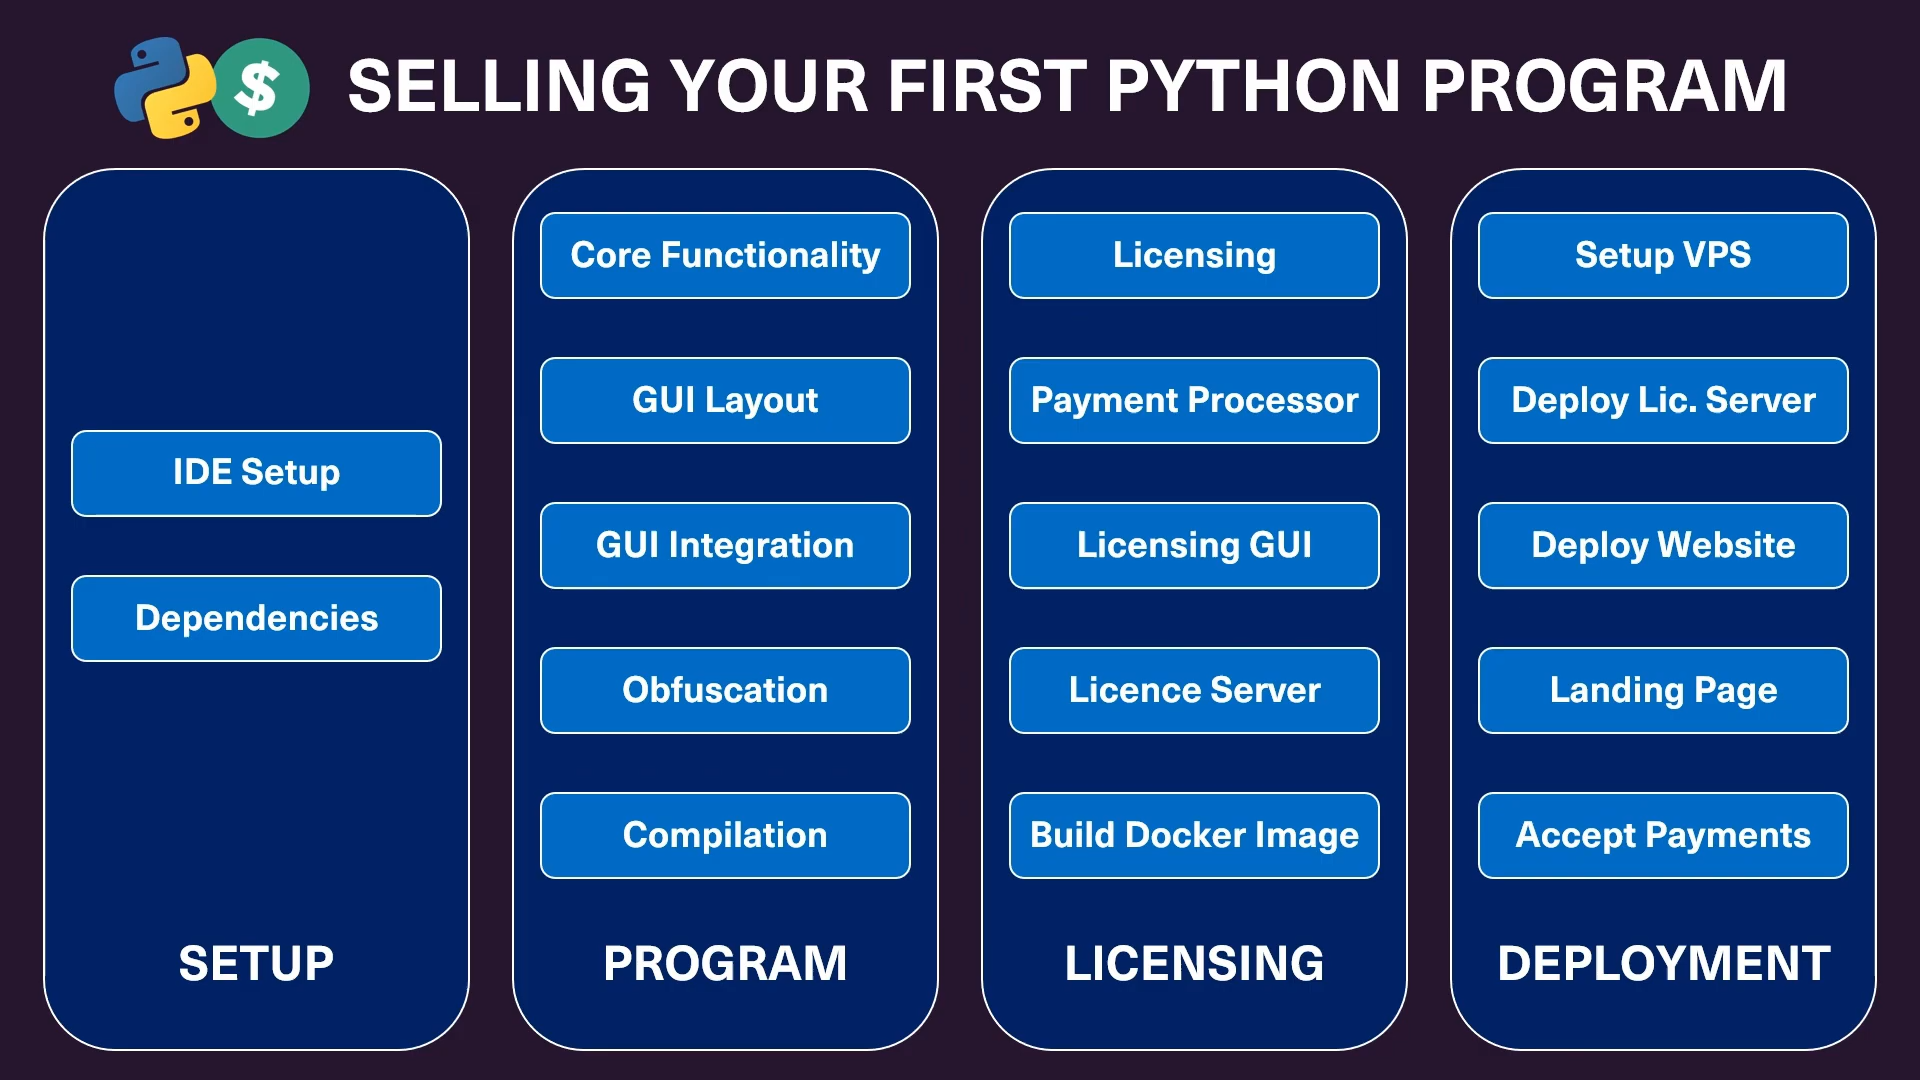 $ SELLING YOUR FIRST PYTHON PROGRAM
IDE Setup
Dependencies
SETUP
Core Functionality
GUI Layout
GUI Integration
Obfuscation
Compilation
PROGRAM
Licensing
Payment Processor
Licensing GUI
Licence Server
Build Docker Image
LICENSING
Setup VPS
Deploy Lic. Server
Deploy Website
Landing Page
Accept Payments
DEPLOYMENT